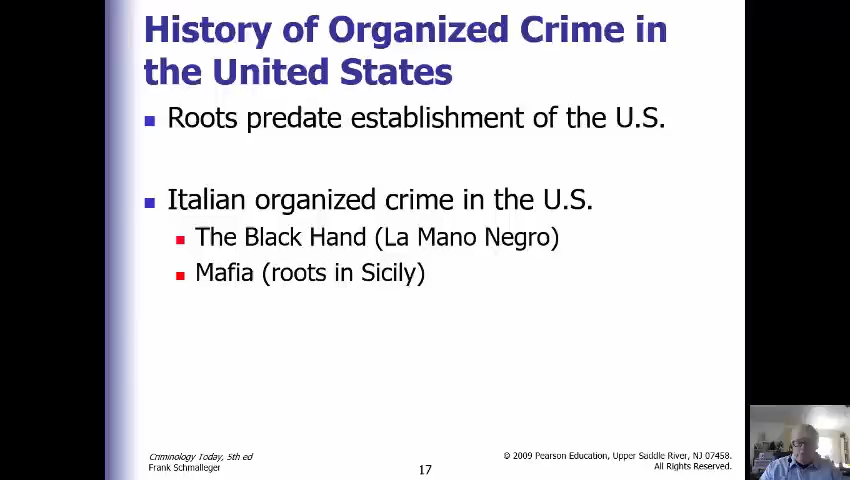 History of Organized Crime in
the United States
Roots predate establishment of the U.S.
Italian organized crime in the U.S.
The Black Hand (La Mano Negro)
Mafia (roots in Sicily)
Criminology Today, 5th ed
Frank Schmalleger
17
© 2009 Pearson Education, Upper Saddle River, NJ 07458.
All Rights Reserved.